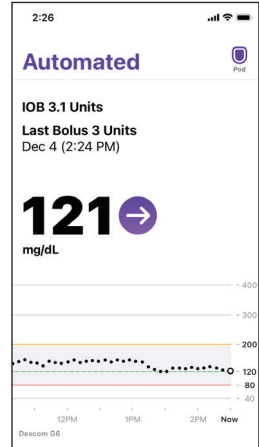 2:26
Automated
Pod
IOB 3.1 Units
Last Bolus 3 Units
Dec 4 (2:24 PM)
121
mg/dL
400
300
200
120
80
40
12PM 1PM 2PM Now
Dexcom G6